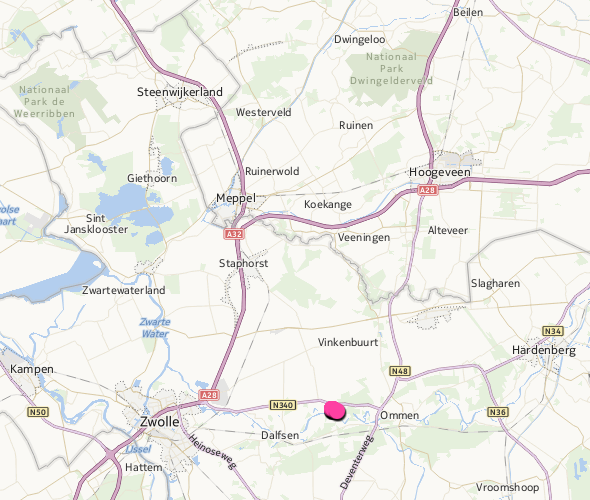 Beilen
Dwingeloo
Nationaal
Park
Dwingelderveld
Nationaal
Park de
Weerribben
Steenwijkerland
Westerveld
Ruinen
Hoogeveen
Ruinerwold
Giethoorn
A28
Meppel
Koekange
Sint
Jansklooster
A32
Veeningen
Alteveer
Staphorst
Slagharen
Zwartewaterland
Zwarte
Water
N34
Vinkenbuurt
Hardenberg
Kampen
N48
A28
N340
N50
N36
Zwolle
Ommen
Dalfsen
Heinoseweg
IJssel
Hattem
Deventerweg
Vroomshoop